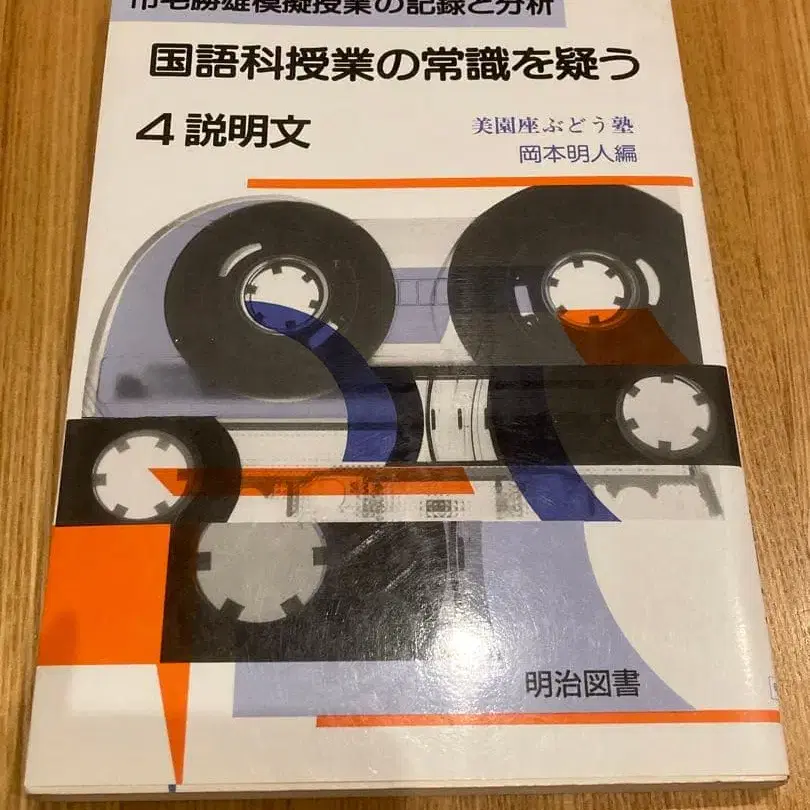 市毛勝雄模擬授業の記録と分析
国語科授業の常識を疑う
4 説明文
美園座ぶどう塾
岡本明人編
明治図書